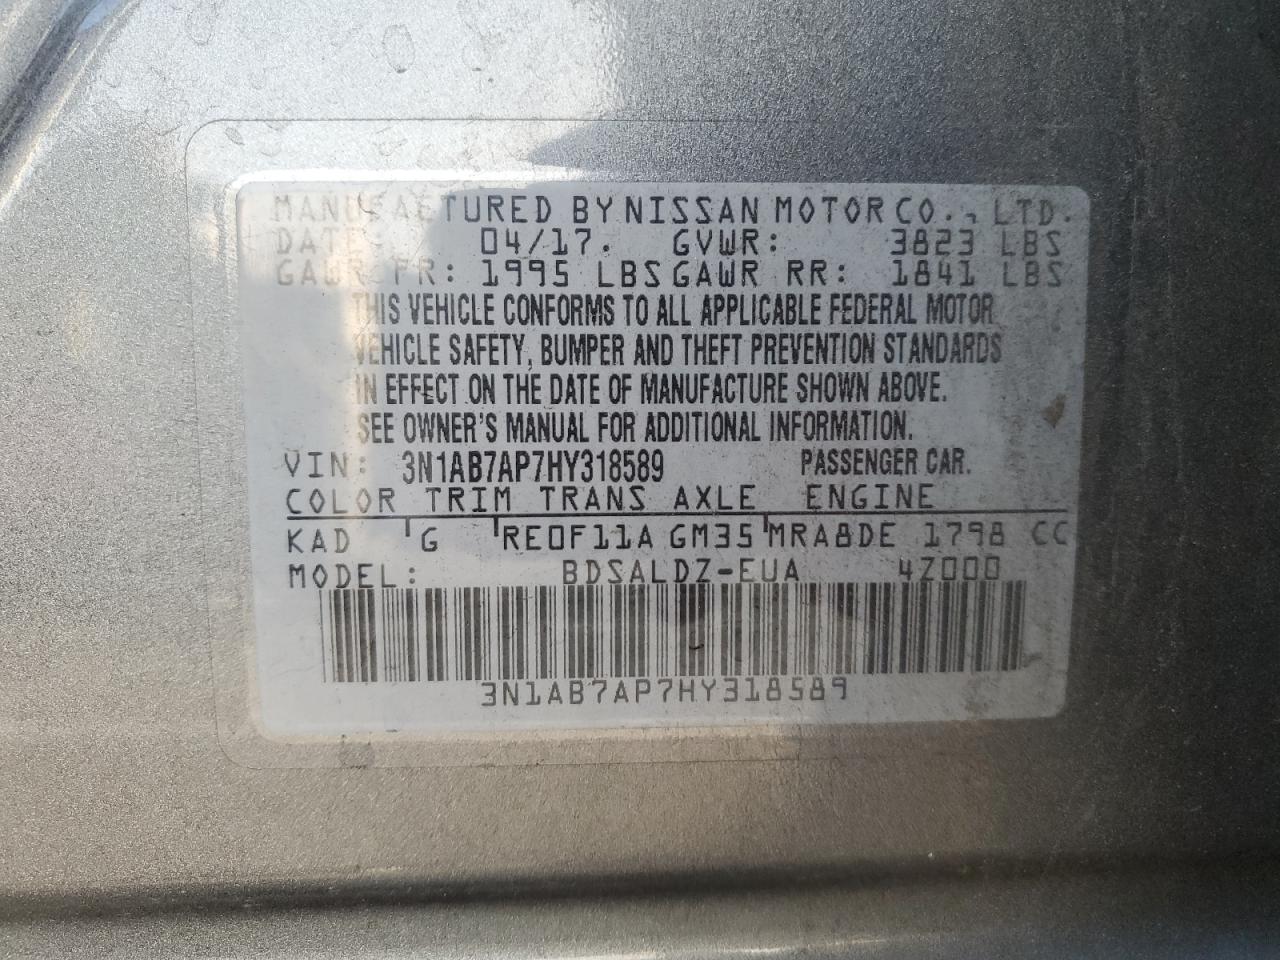 MANUFACTURED BY NISSAN MOTOR CO., LTD.
DATE: 04/17. GVWR: 3823 LBS
GAWR FR: 1995 LBS GAWR RR: 1841 LBS
THIS VEHICLE CONFORMS TO ALL APPLICABLE FEDERAL MOTOR
VEHICLE SAFETY, BUMPER AND THEFT PREVENTION STANDARDS
IN EFFECT ON THE DATE OF MANUFACTURE SHOWN ABOVE.
SEE OWNER'S MANUAL FOR ADDITIONAL INFORMATION.
VIN: 3N1AB7AP7HY318589 PASSENGER CAR.
COLOR TRIM TRANS AXLE ENGINE
KAD G RE0F11A GM35 MRA8DE 1798 CC
MODEL: BDSALDZ-EUA 4Z000
3N1AB7AP7HY318589